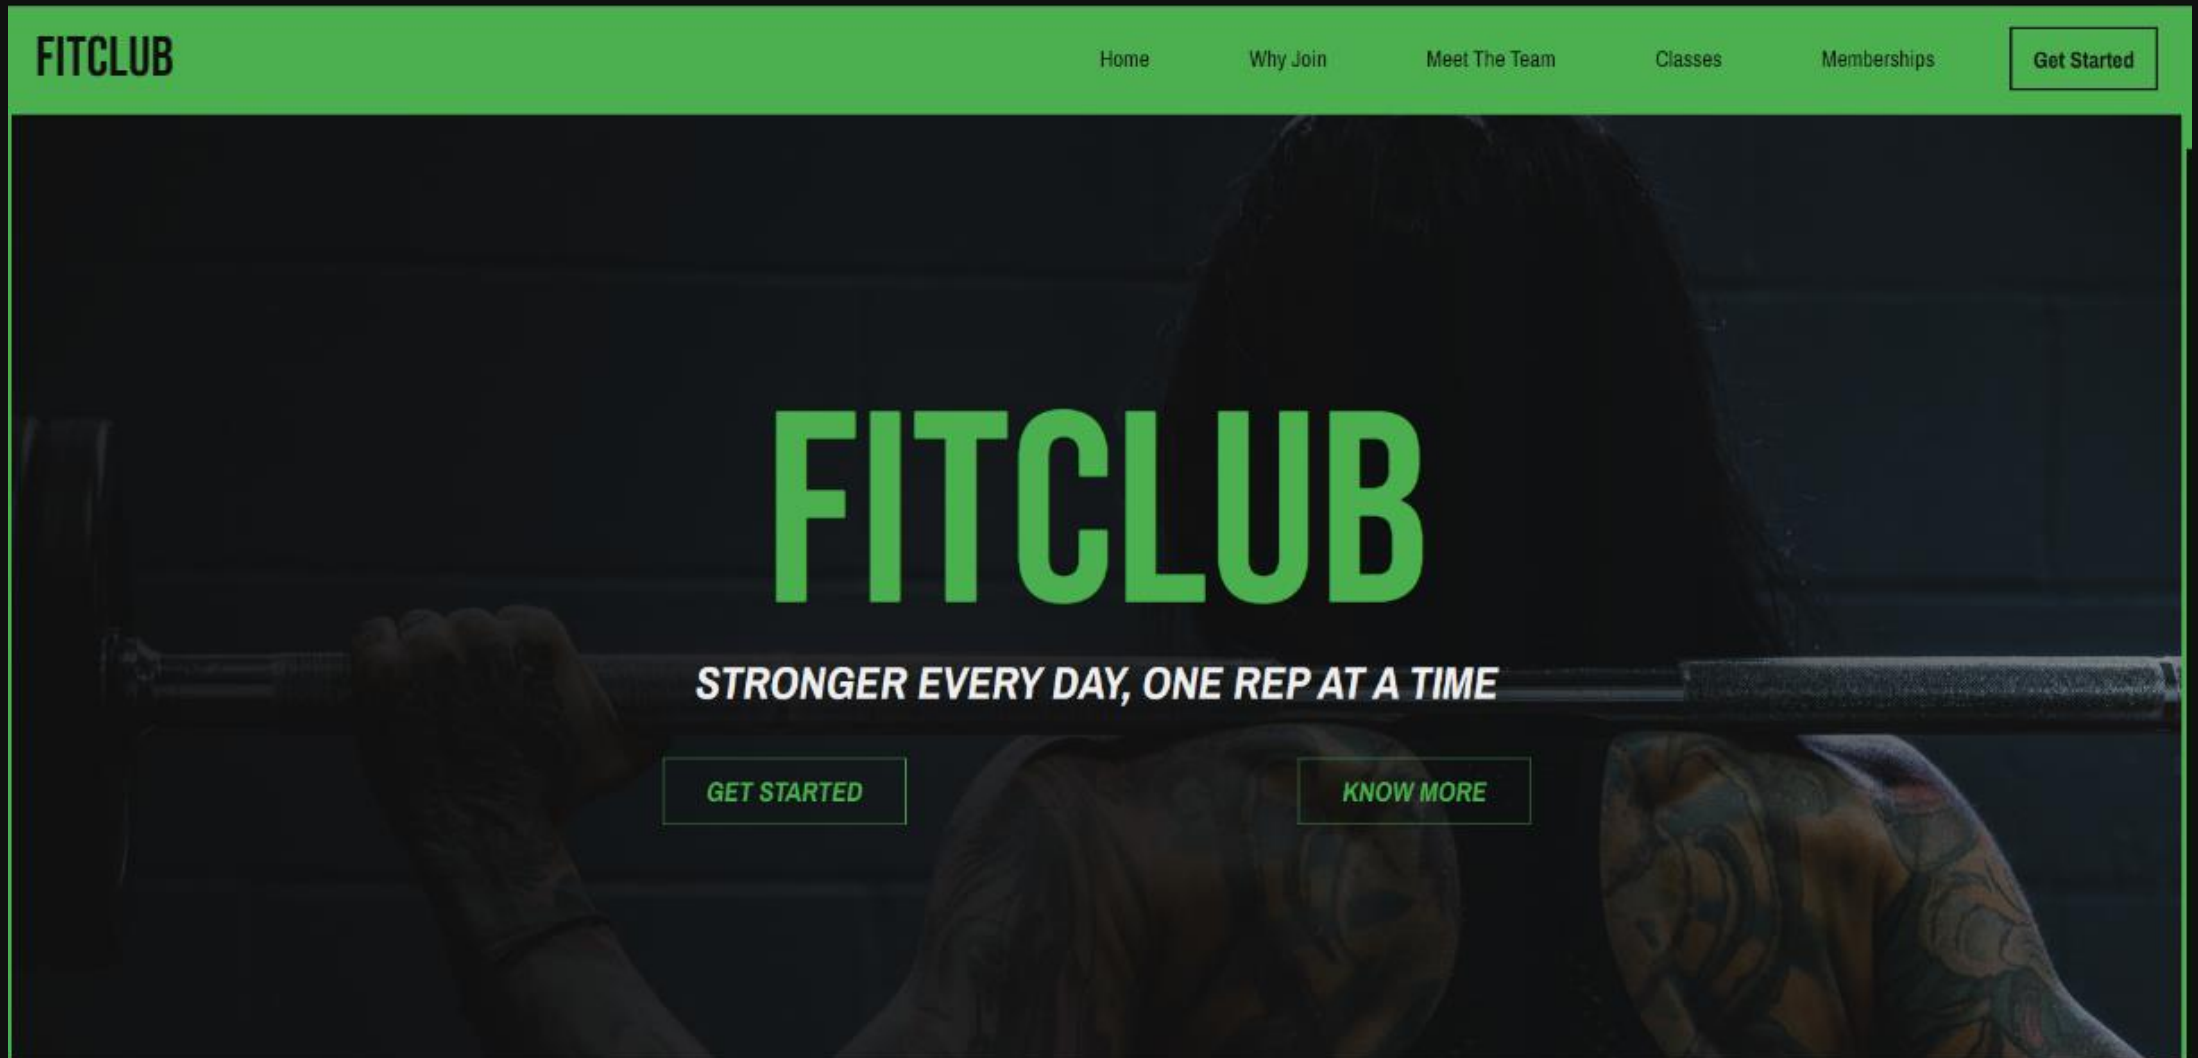 FITCLUB
Home Why Join Meet The Team Classes Memberships Get Started
FITCLUB
STRONGER EVERY DAY, ONE REP AT A TIME
GET STARTED KNOW MORE